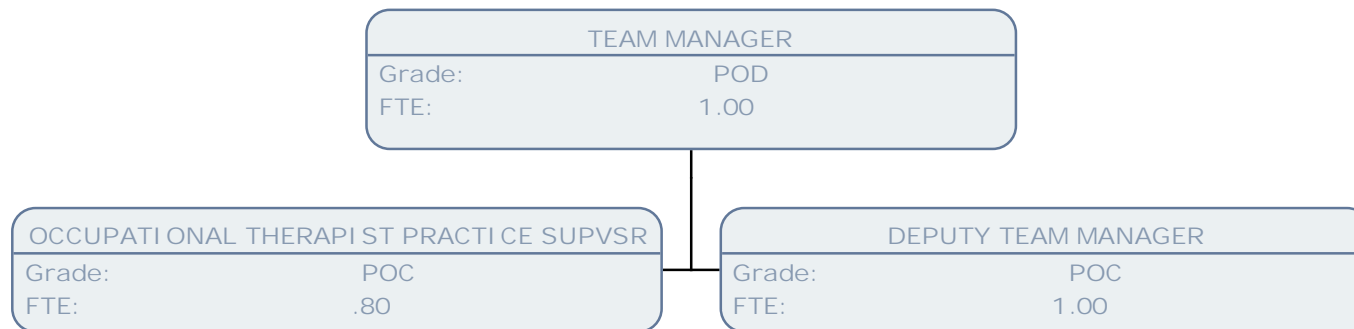 TEAM MANAGER
Grade: POD
FTE: 1.00
OCCUPATIONAL THERAPIST PRACTICE SUPVSR
Grade: POC
FTE: .80
DEPUTY TEAM MANAGER
Grade: POC
FTE: 1.00